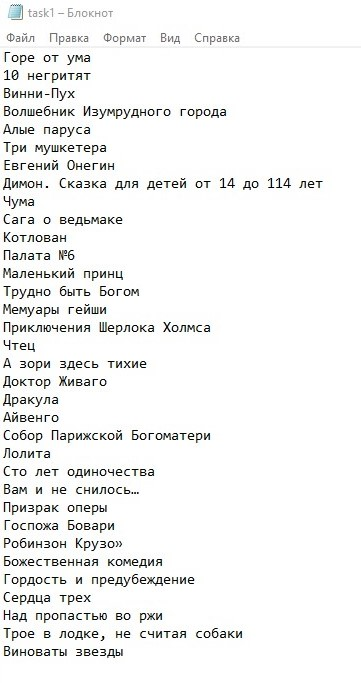 task1 – Блокнот
Файл Правка Формат Вид Справка
Горе от ума
10 негритят
Винни-Пух
Волшебник Изумрудного города
Алые паруса
Три мушкетера
Евгений Онегин
Димон. Сказка для детей от 14 до 114 лет
Чума
Сага о ведьмаке
Котлован
Палата №6
Маленький принц
Трудно быть Богом
Мемуары гейши
Приключения Шерлока Холмса
Чтец
А зори здесь тихие
Доктор Живаго
Дракула
Айвенго
Собор Парижской Богоматери
Лолита
Сто лет одиночества
Вам и не снилось…
Призрак оперы
Госпожа Бовари
Робинзон Крузо»
Божественная комедия
Гордость и предубеждение
Сердца трех
Над пропастью во ржи
Трое в лодке, не считая собаки
Виноваты звезды